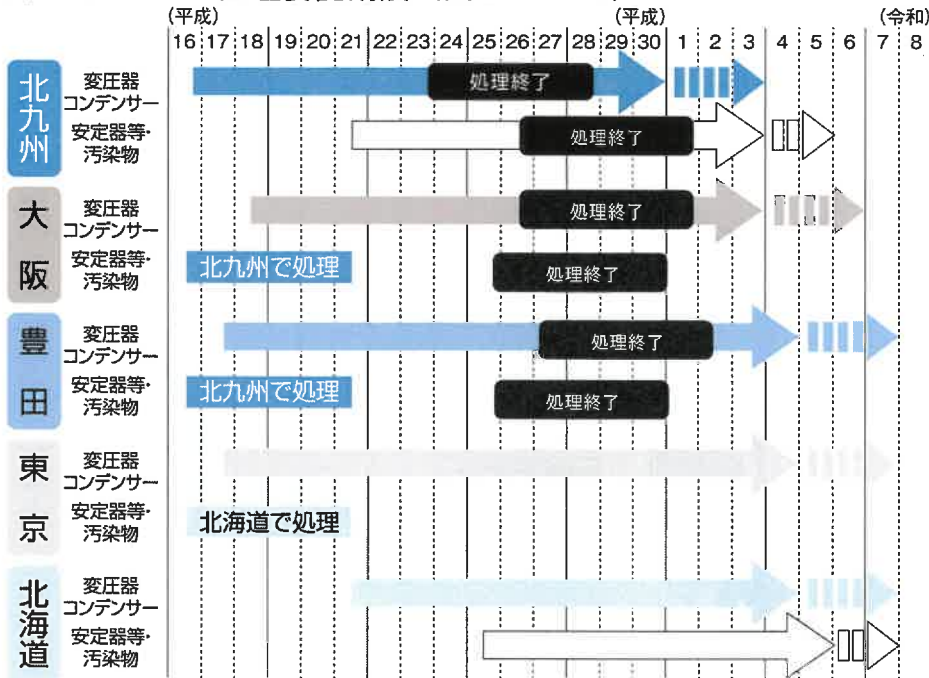 (平成) (平成) (令和)
16 17 18 19 20 21 22 23 24 25 26 27 28 29 30 1 2 3 4 5 6 7 8
北九州
変圧器
コンデンサー
処理終了
安定器等・
汚染物
処理終了
大阪
変圧器
コンデンサー
処理終了
安定器等・
汚染物
北九州で処理
処理終了
豊田
変圧器
コンデンサー
処理終了
安定器等・
汚染物
北九州で処理
処理終了
東京
変圧器
コンデンサー
安定器等・
汚染物
北海道で処理
北海道
変圧器
コンデンサー
安定器等・
汚染物